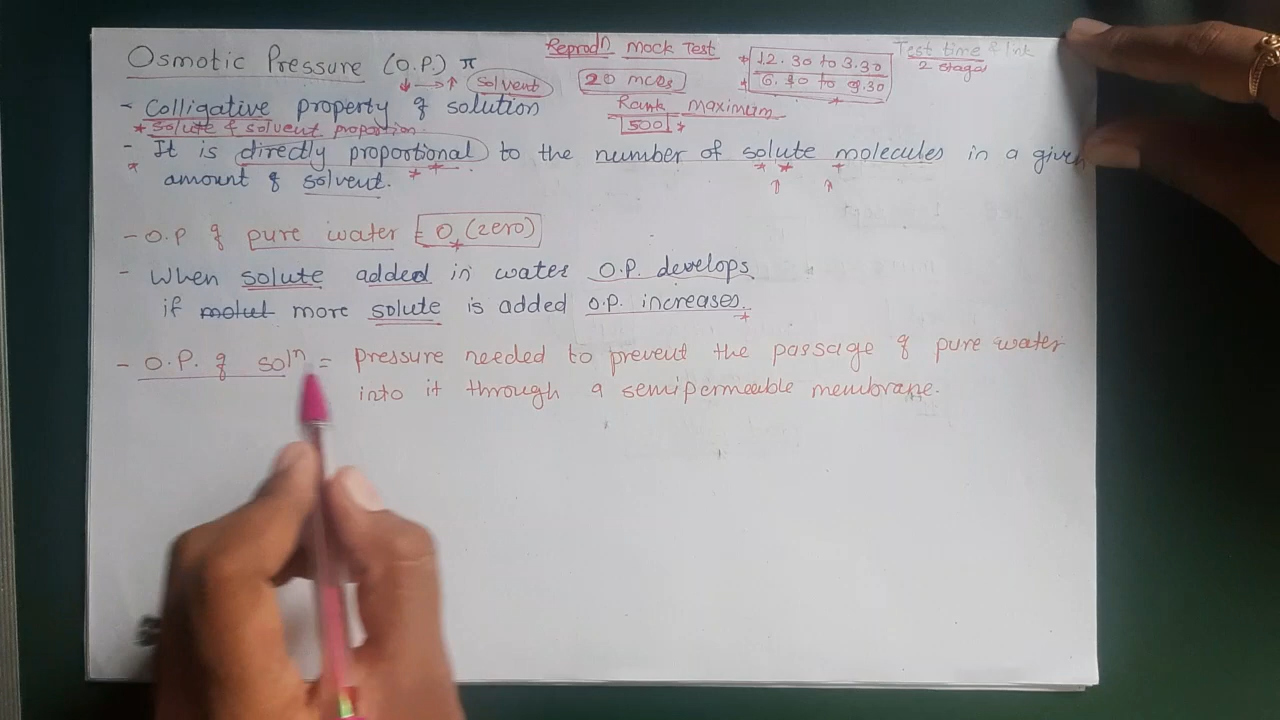 Osmotic Pressure (O.P.) π
Reprodn Mock Test
12.30 to 3.30
6.30 to 9.30
Test time & link
2 stages
solvent
20 mcqs
- Colligative property of solution
Rank maximum
500
* Solute & solvent proportion.
- It is directly proportional to the number of solute molecules in a given
amount of solvent.
- O.P of pure water = 0 (zero)
- When solute added in water O.P. develops
if more solute is added O.P. increases.
- O.P. of soln = Pressure needed to prevent the passage of pure water
into it through a semipermeable membrane.